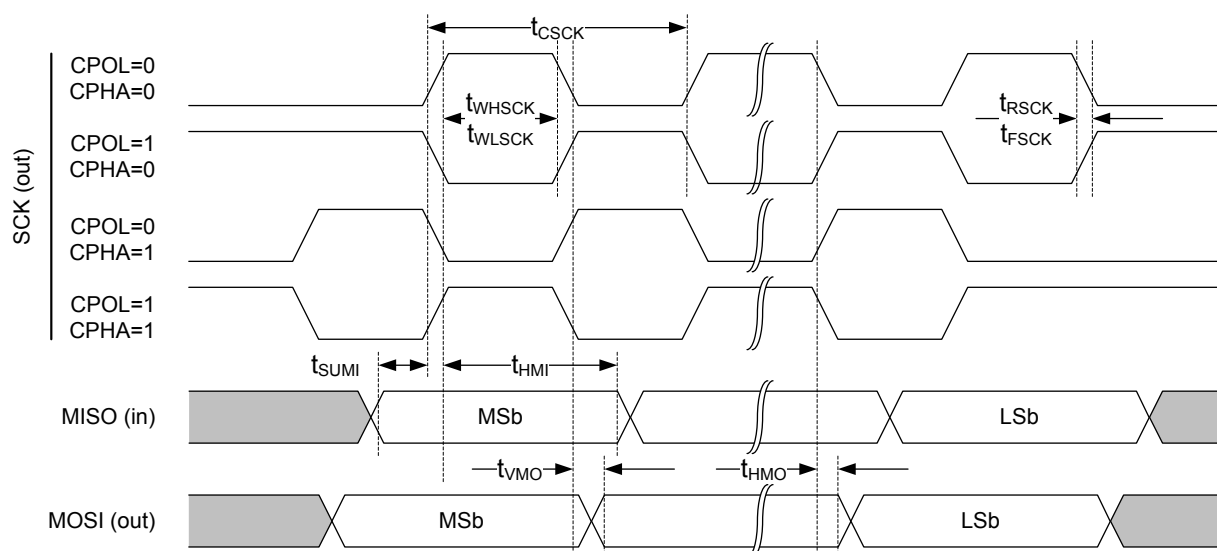 tCSCK
SCK (out)
CPOL=0
CPHA=0
tWHSCK
tWLSCK
tRSCK
tFSCK
CPOL=1
CPHA=0
CPOL=0
CPHA=1
CPOL=1
CPHA=1
tSUMI
tHMI
MISO (in)
MSb
LSb
tVMO
tHMO
MOSI (out)
MSb
LSb